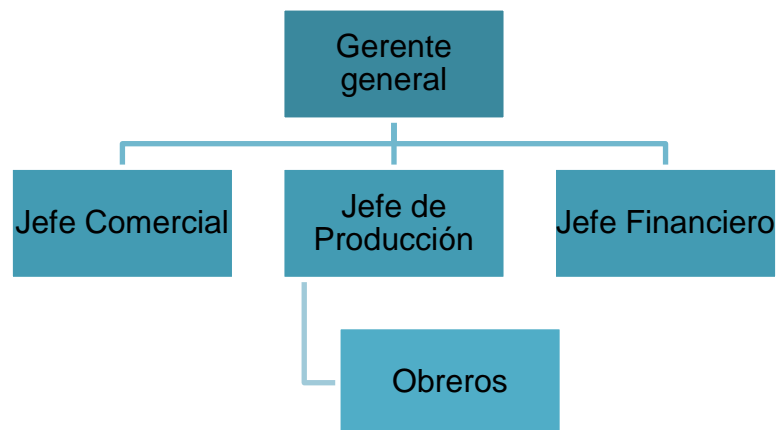 Gerente
general
Jefe Comercial
Jefe de
Producción
Jefe Financiero
Obreros